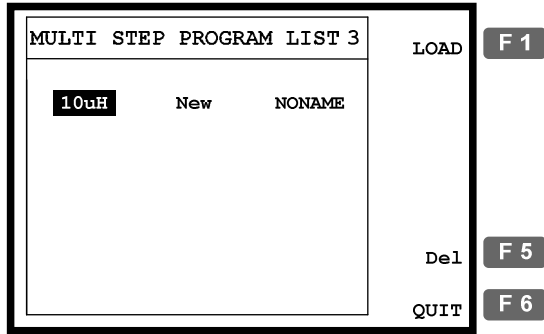 MULTI STEP PROGRAM LIST 3
LOAD F 1
10uH New NONAME
Del F 5
QUIT F 6